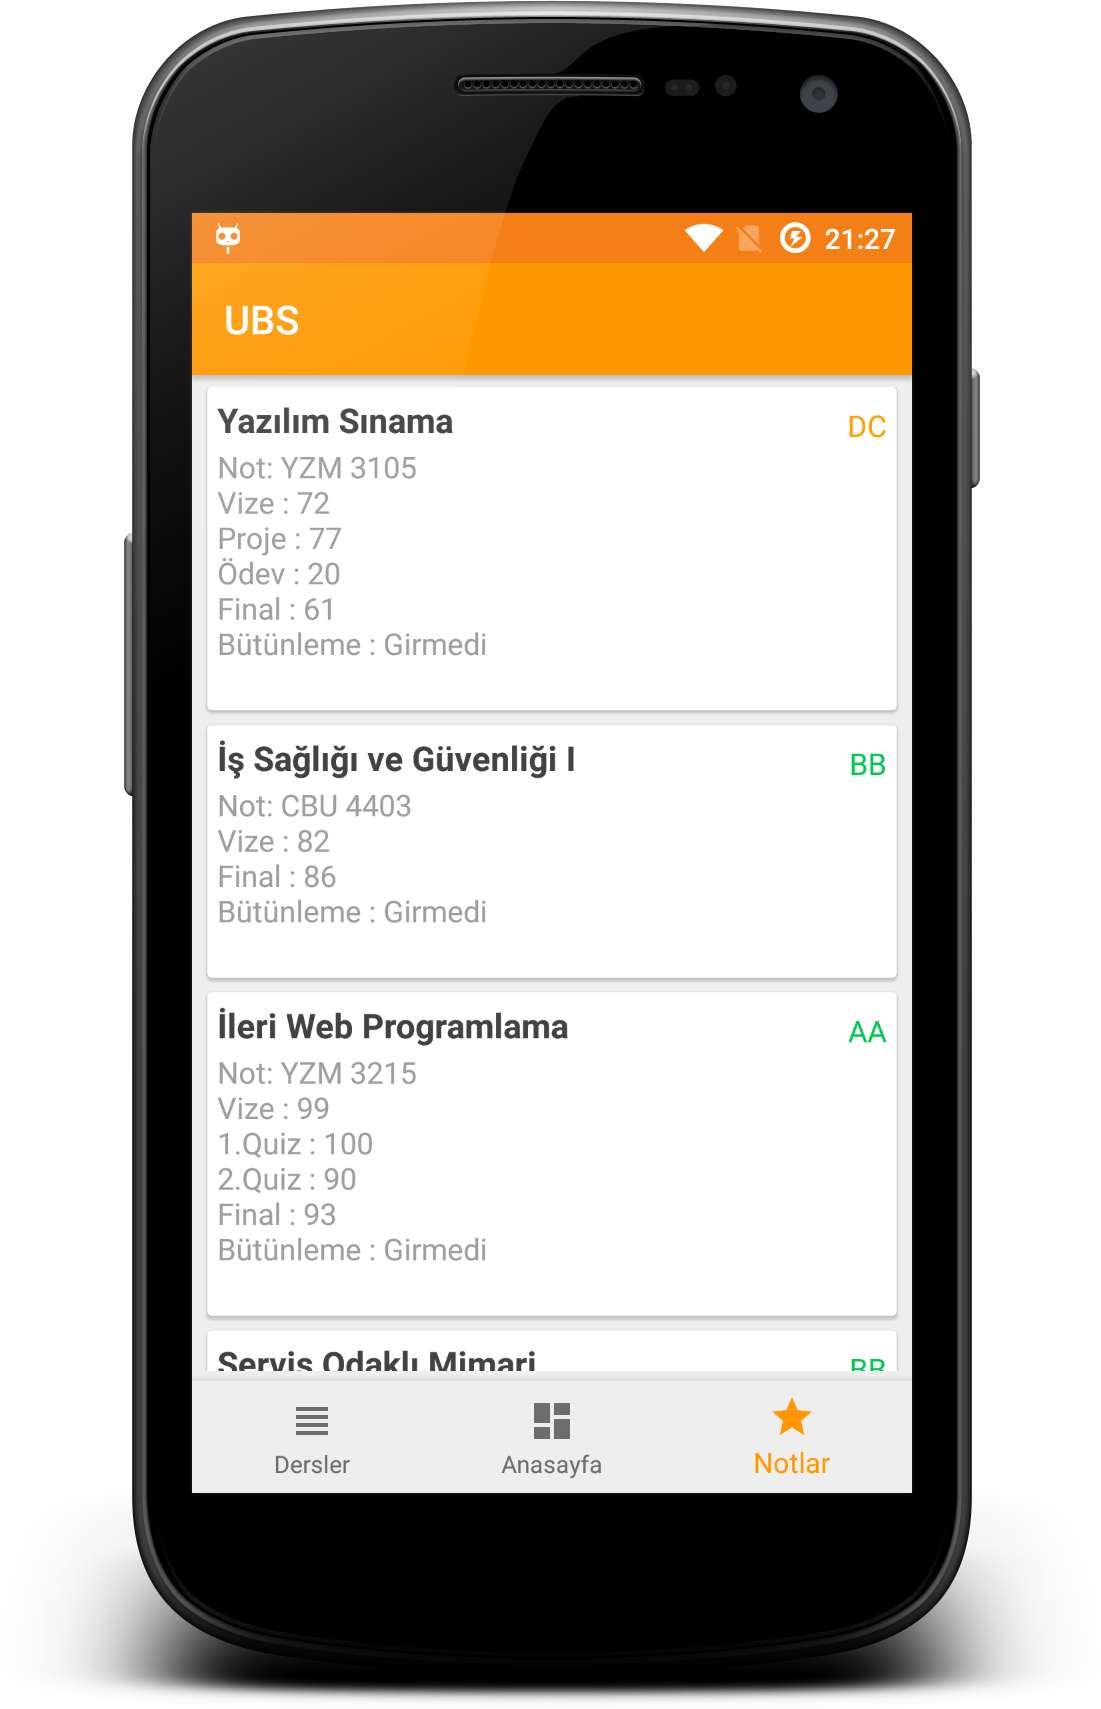 21:27
UBS
Yazılım Sınama
DC
Not: YZM 3105
Vize : 72
Proje : 77
Ödev : 20
Final : 61
Bütünleme : Girmedi
İş Sağlığı ve Güvenliği I
BB
Not: CBU 4403
Vize : 82
Final : 86
Bütünleme : Girmedi
İleri Web Programlama
AA
Not: YZM 3215
Vize : 99
1.Quiz : 100
2.Quiz : 90
Final : 93
Bütünleme : Girmedi
Servis Odaklı Mimari
BB
Dersler
Anasayfa
Notlar